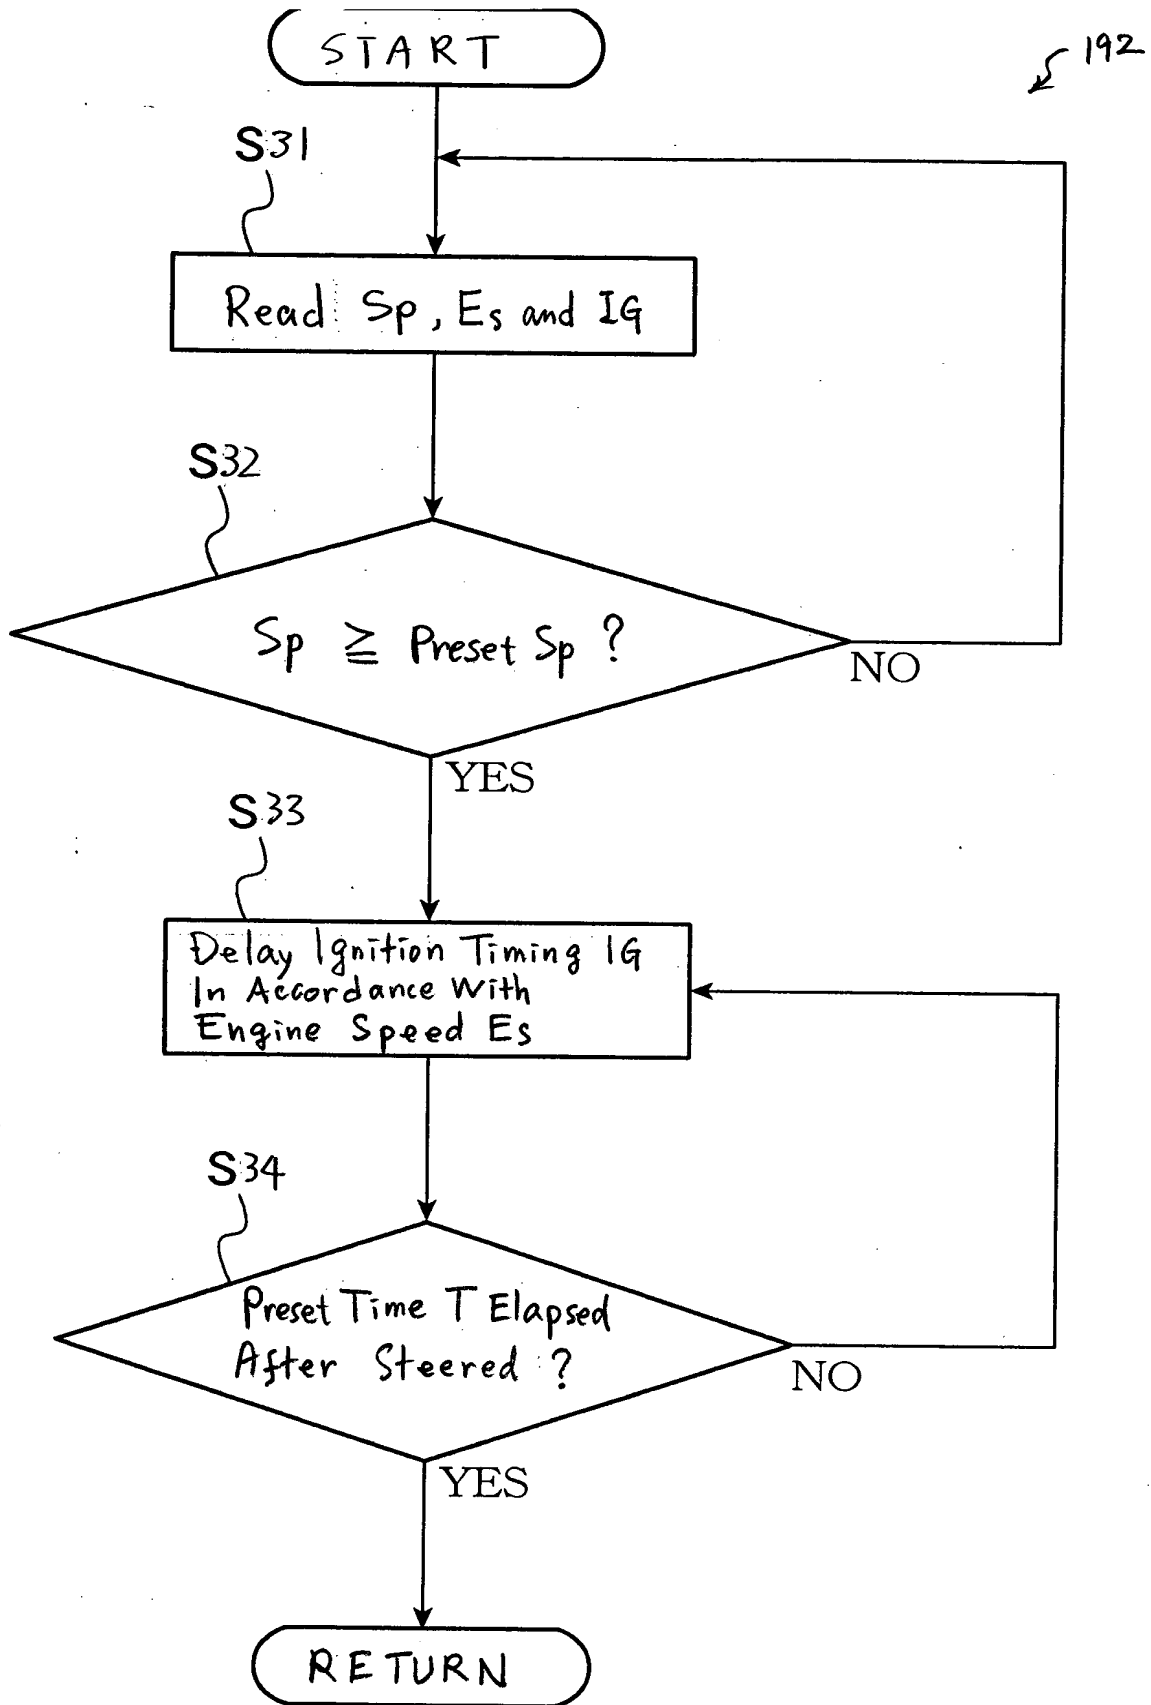 START
192
S31
Read Sp, Es and IG
S32
Sp ≧ Preset Sp ?
NO
YES
S33
Delay Ignition Timing IG
In Accordance With
Engine Speed Es
S34
Preset Time T Elapsed
After Steered ?
NO
YES
RETURN